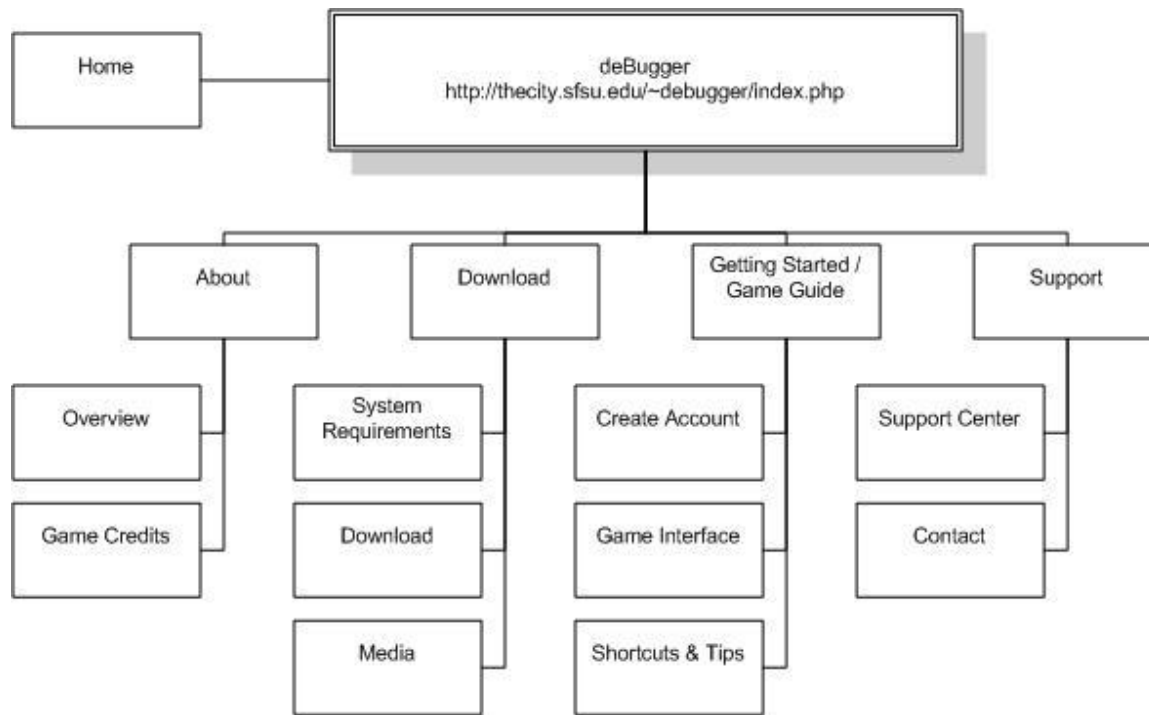 Home
deBugger
http://thecity.sfsu.edu/~debugger/index.php
About
Download
Getting Started /
Game Guide
Support
Overview
System
Requirements
Create Account
Support Center
Game Credits
Download
Game Interface
Contact
Media
Shortcuts & Tips